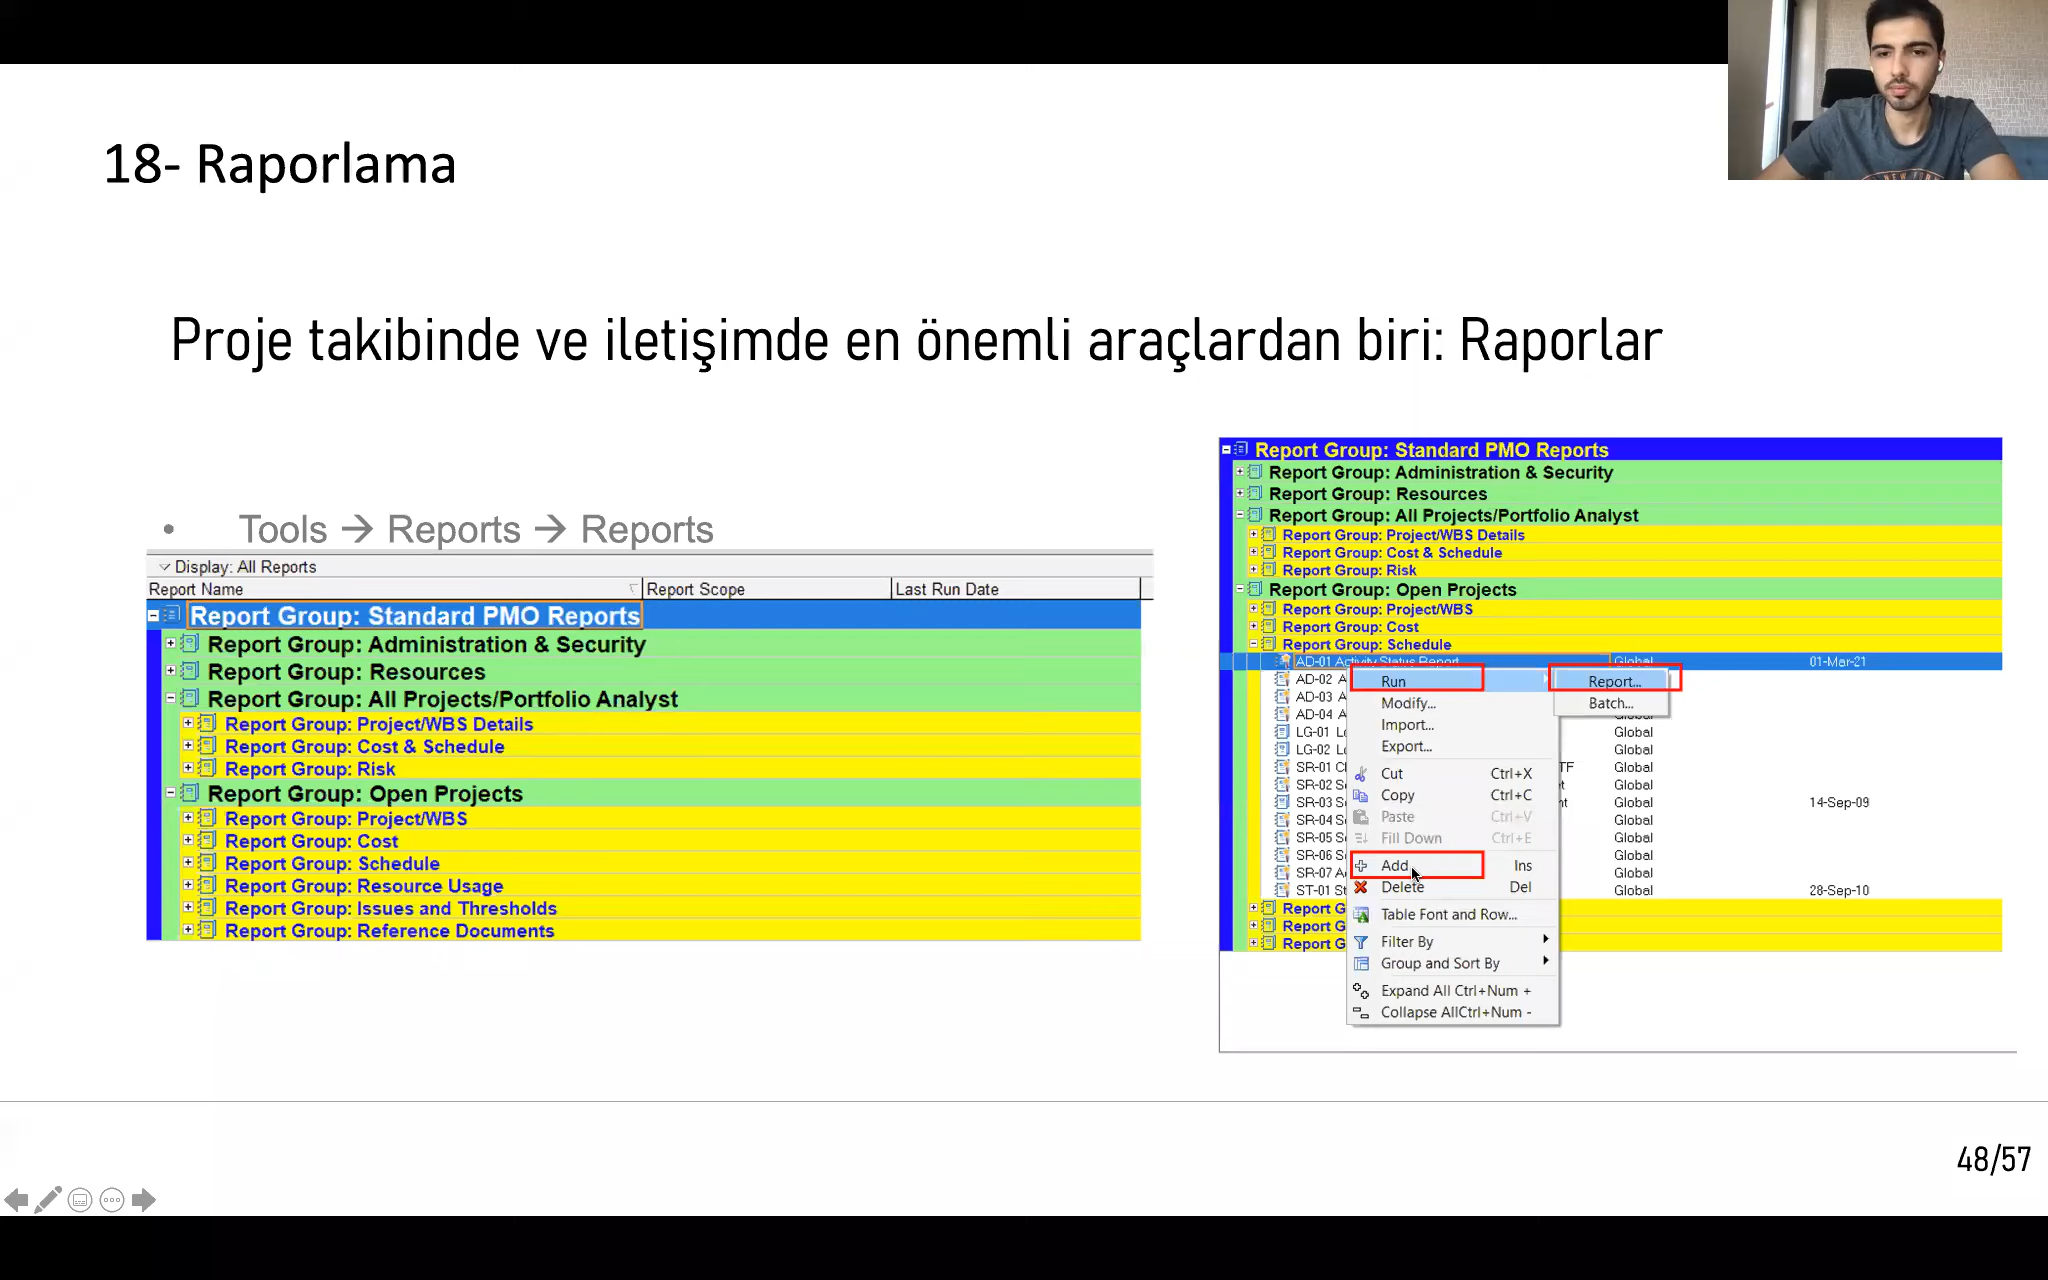 18- Raporlama
Proje takibinde ve iletişimde en önemli araçlardan biri: Raporlar
• Tools → Reports → Reports
Display: All Reports
Report Name Report Scope Last Run Date
Report Group: Standard PMO Reports
Report Group: Administration & Security
Report Group: Resources
Report Group: All Projects/Portfolio Analyst
Report Group: Project/WBS Details
Report Group: Cost & Schedule
Report Group: Risk
Report Group: Open Projects
Report Group: Project/WBS
Report Group: Cost
Report Group: Schedule
Report Group: Resource Usage
Report Group: Issues and Thresholds
Report Group: Reference Documents
Report Group: Standard PMO Reports
Report Group: Administration & Security
Report Group: Resources
Report Group: All Projects/Portfolio Analyst
Report Group: Project/WBS Details
Report Group: Cost & Schedule
Report Group: Risk
Report Group: Open Projects
Report Group: Project/WBS
Report Group: Cost
Report Group: Schedule
AD-01 Activity Status Report Global 01-Mar-21
AD-02
AD-03
AD-04
LG-01 Global
LG-02 Global
SR-01 Global
SR-02 Global
SR-03 Global 14-Sep-09
SR-04 Global
SR-05 Global
SR-06 Global
SR-07 Global
ST-01 Global 28-Sep-10
Report G
Report G
Report G
Run
Modify...
Import...
Export...
Cut Ctrl+X
Copy Ctrl+C
Paste Ctrl+V
Fill Down Ctrl+E
Add Ins
Delete Del
Table Font and Row...
Filter By
Group and Sort By
Expand All Ctrl+Num +
Collapse AllCtrl+Num -
Report...
Batch...
48/57